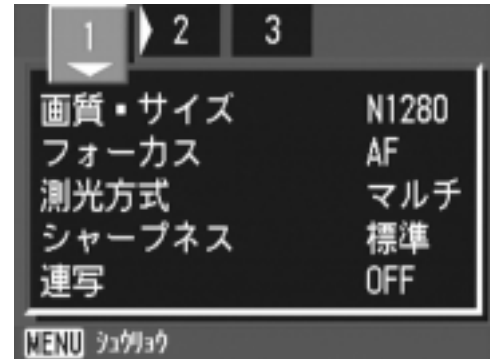 1 2 3
画質・サイズ N1280
フォーカス AF
測光方式 マルチ
シャープネス 標準
連写 OFF
MENU ｼｭｳﾘｮｳ